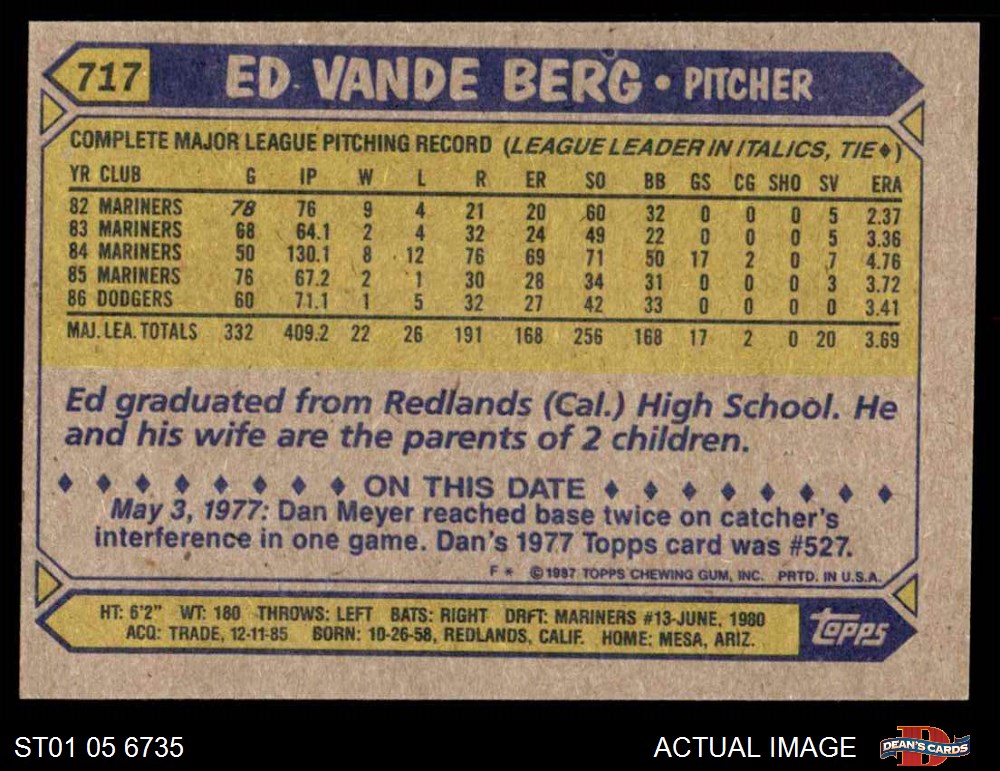 717 ED VANDE BERG • PITCHER
COMPLETE MAJOR LEAGUE PITCHING RECORD (LEAGUE LEADER IN ITALICS, TIE♦)
YR CLUB G IP W L R ER SO BB GS CG SHO SV ERA
82 MARINERS 78 76 9 4 21 20 60 32 0 0 0 5 2.37
83 MARINERS 68 64.1 2 4 32 24 49 22 0 0 0 5 3.36
84 MARINERS 50 130.1 8 12 76 69 71 50 17 2 0 7 4.76
85 MARINERS 76 67.2 2 1 30 28 34 31 0 0 0 3 3.72
86 DODGERS 60 71.1 1 5 32 27 42 33 0 0 0 0 3.41
MAJ. LEA. TOTALS 332 409.2 22 26 191 168 256 168 17 2 0 20 3.69
Ed graduated from Redlands (Cal.) High School. He
and his wife are the parents of 2 children.
♦ ♦ ♦ ♦ ♦ ♦ ♦ ♦ ON THIS DATE ♦ ♦ ♦ ♦ ♦ ♦ ♦ ♦
May 3, 1977: Dan Meyer reached base twice on catcher's
interference in one game. Dan's 1977 Topps card was #527.
F * ©1987 TOPPS CHEWING GUM, INC. PRTD. IN U.S.A.
HT: 6'2" WT: 180 THROWS: LEFT BATS: RIGHT DRFT: MARINERS #13-JUNE, 1980
ACQ: TRADE, 12-11-85 BORN: 10-26-58, REDLANDS, CALIF. HOME: MESA, ARIZ.
topps
ST01 05 6735 ACTUAL IMAGE DEAN'S CARDS